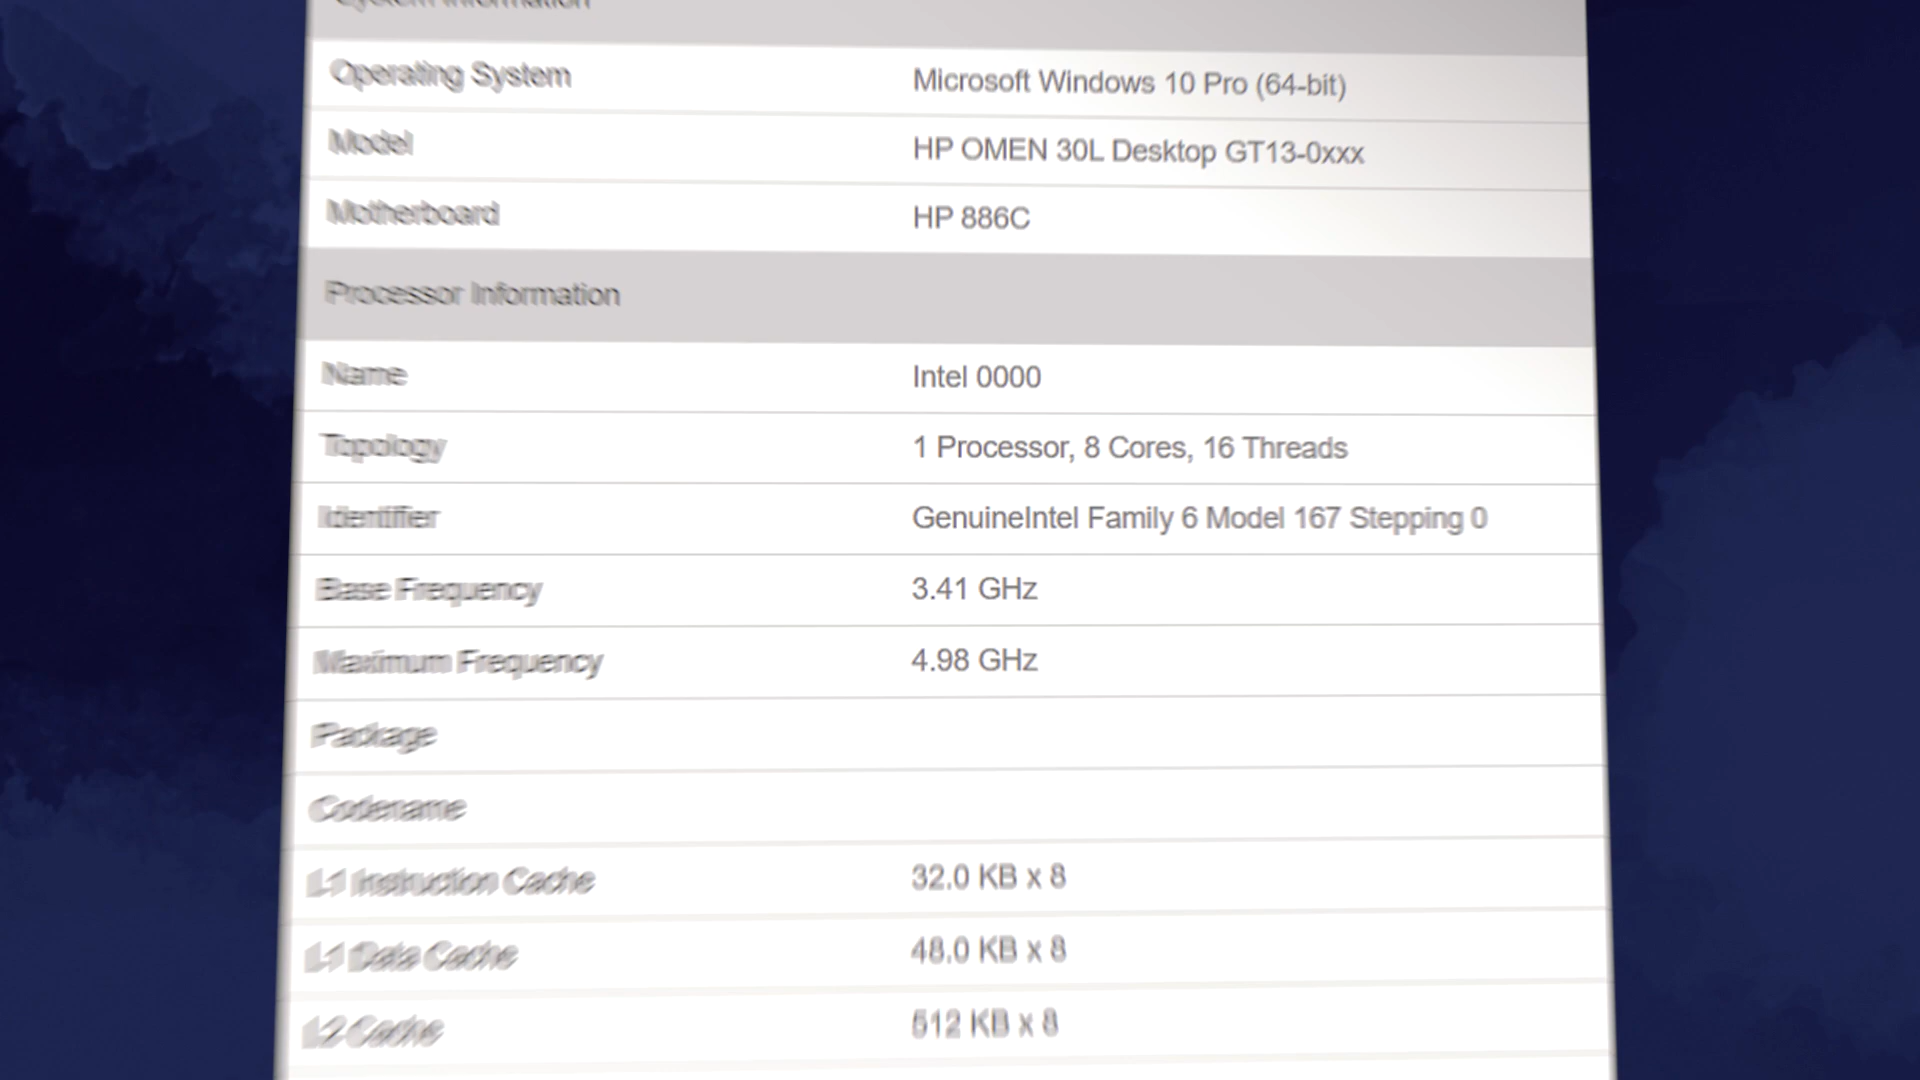 System Information
Operating System Microsoft Windows 10 Pro (64-bit)
Model HP OMEN 30L Desktop GT13-0xxx
Motherboard HP 886C
Processor Information
Name Intel 0000
Topology 1 Processor, 8 Cores, 16 Threads
Identifier GenuineIntel Family 6 Model 167 Stepping 0
Base Frequency 3.41 GHz
Maximum Frequency 4.98 GHz
Package
Codename
L1 Instruction Cache 32.0 KB x 8
L1 Data Cache 48.0 KB x 8
L2 Cache 512 KB x 8